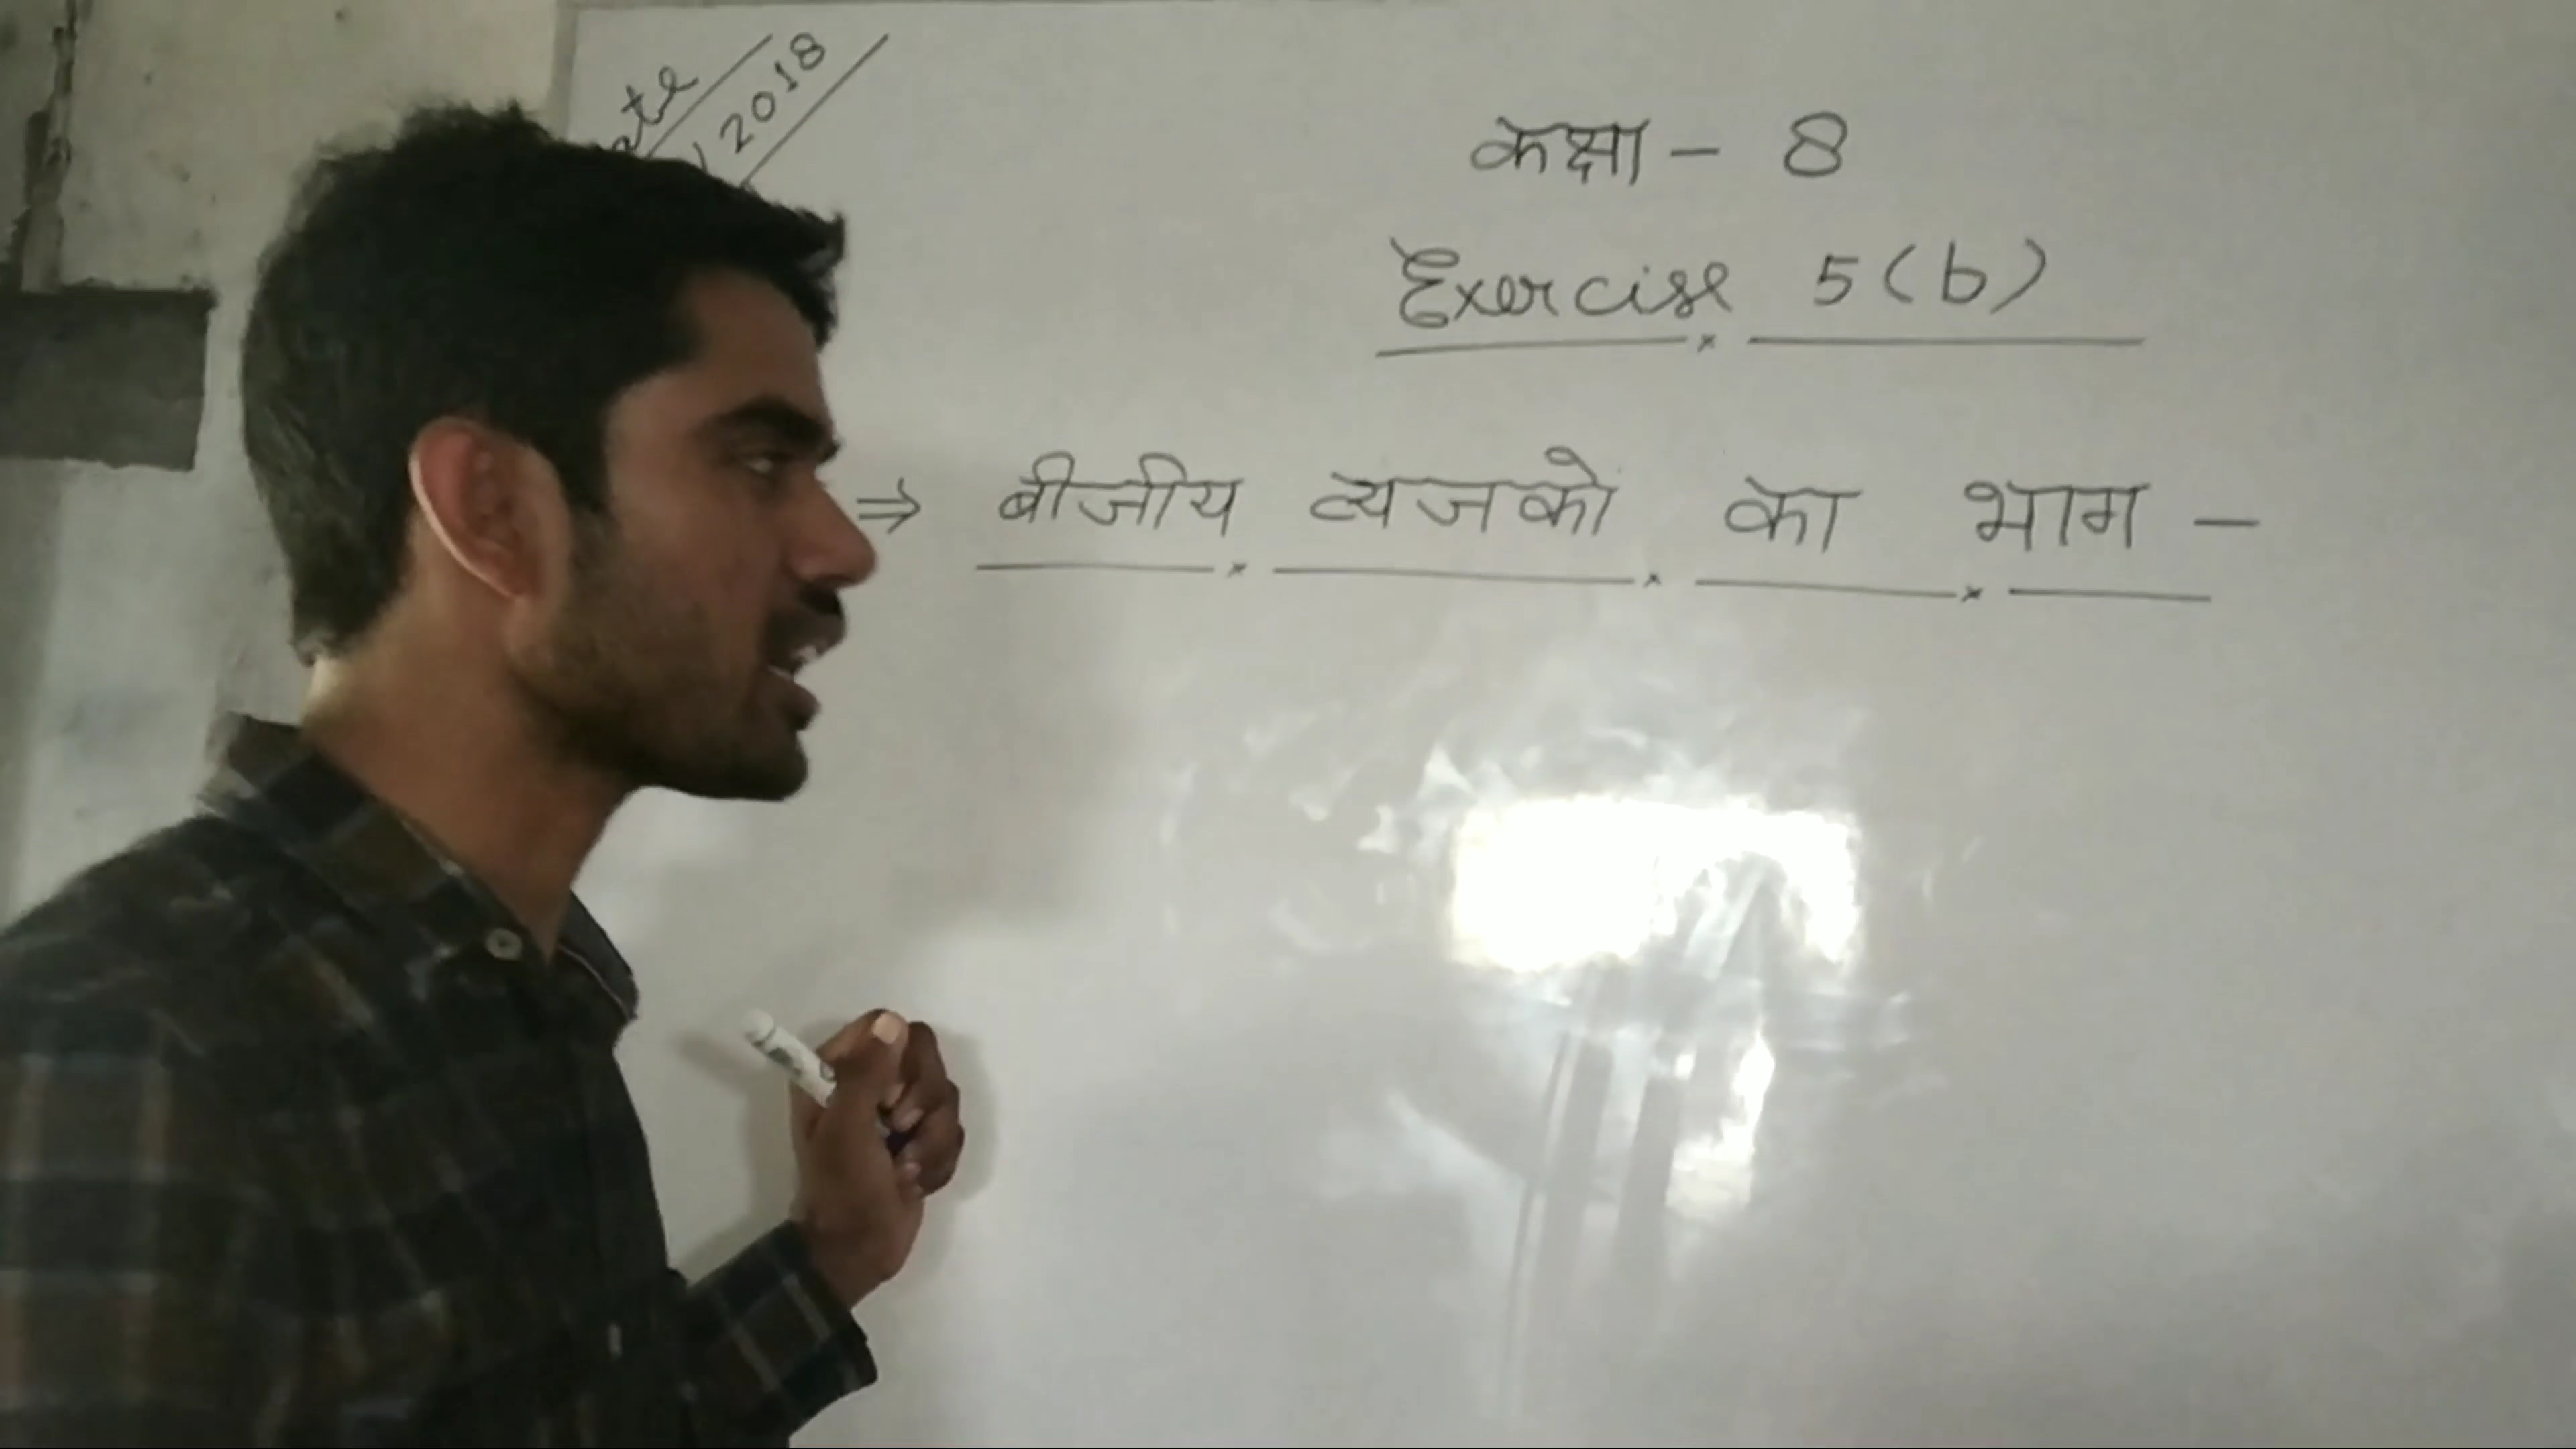 2018
कक्षा - 8
Exercise 5(b)
⇒ बीजीय व्यजको का भाग -